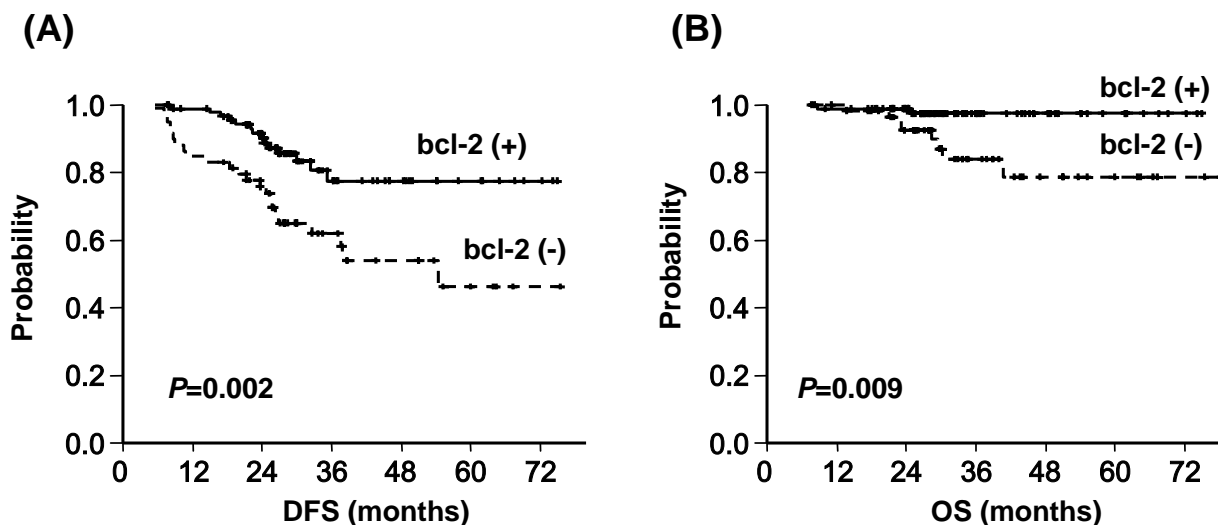 (A)
1.0
0.8
0.6
0.4
0.2
0.0
Probability
bcl-2 (+)
bcl-2 (-)
P=0.002
0 12 24 36 48 60 72
DFS (months)
(B)
1.0
0.8
0.6
0.4
0.2
0.0
Probability
bcl-2 (+)
bcl-2 (-)
P=0.009
0 12 24 36 48 60 72
OS (months)